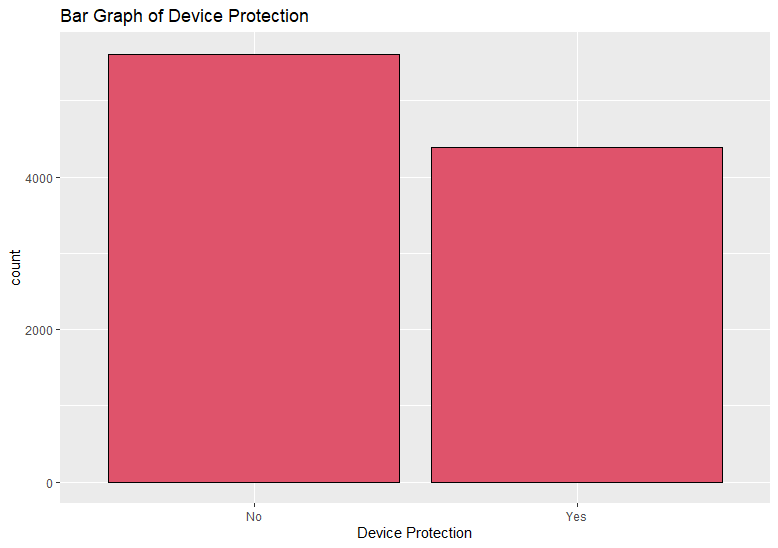 Bar Graph of Device Protection
4000
2000
0
count
No
Yes
Device Protection